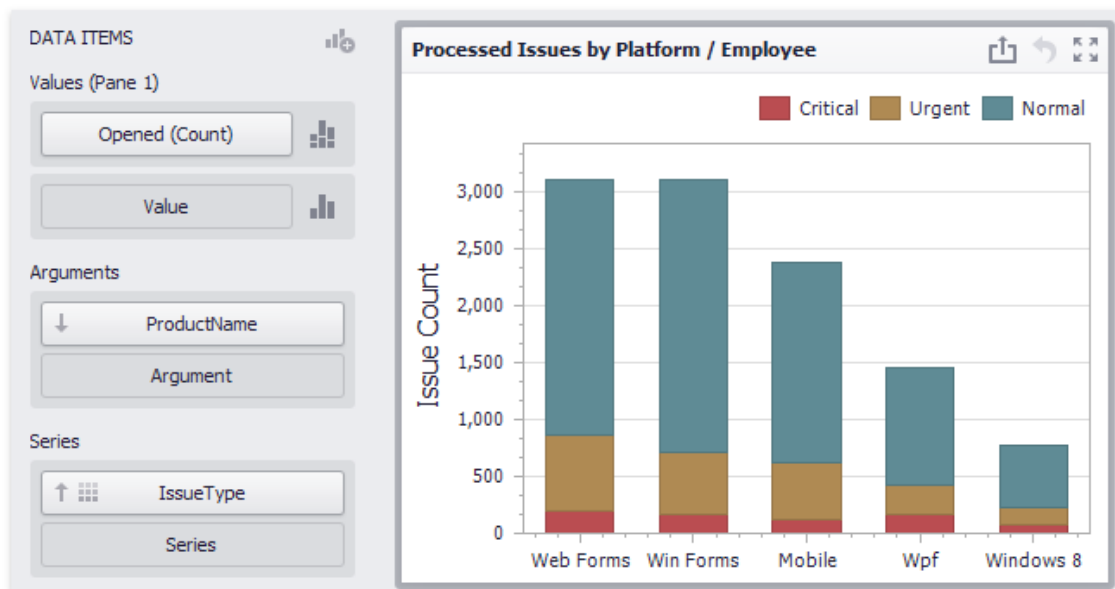 DATA ITEMS
Values (Pane 1)
Opened (Count)
Value
Arguments
ProductName
Argument
Series
IssueType
Series
Processed Issues by Platform / Employee
Critical Urgent Normal
Issue Count
3,000
2,500
2,000
1,500
1,000
500
0
Web Forms Win Forms Mobile Wpf Windows 8